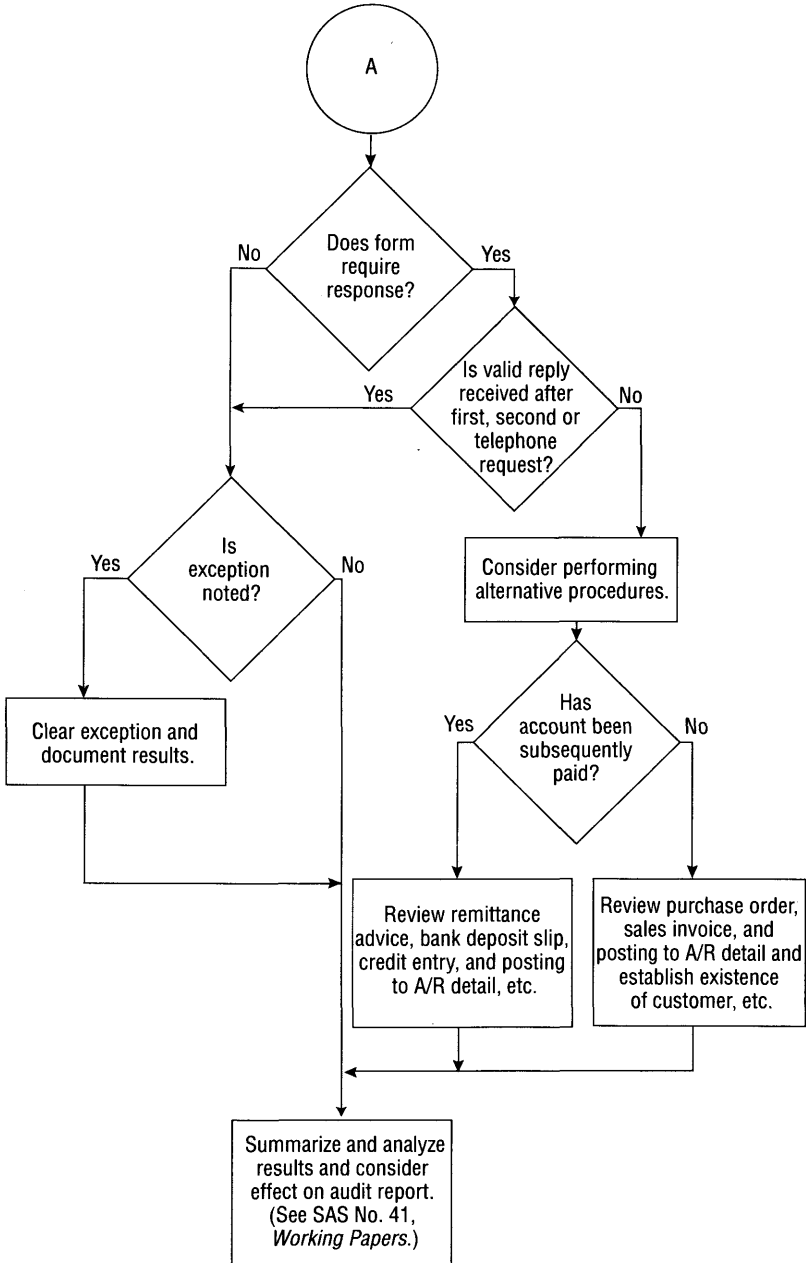 A
Does form
require
response?
No
Yes
Is valid reply
received after
first, second or
telephone
request?
Yes
No
Is
exception
noted?
Yes
No
Consider performing
alternative procedures.
Clear exception and
document results.
Has
account been
subsequently
paid?
Yes
No
Review remittance
advice, bank deposit slip,
credit entry, and posting
to A/R detail, etc.
Review purchase order,
sales invoice, and
posting to A/R detail and
establish existence
of customer, etc.
Summarize and analyze
results and consider
effect on audit report.
(See SAS No. 41,
Working Papers.)